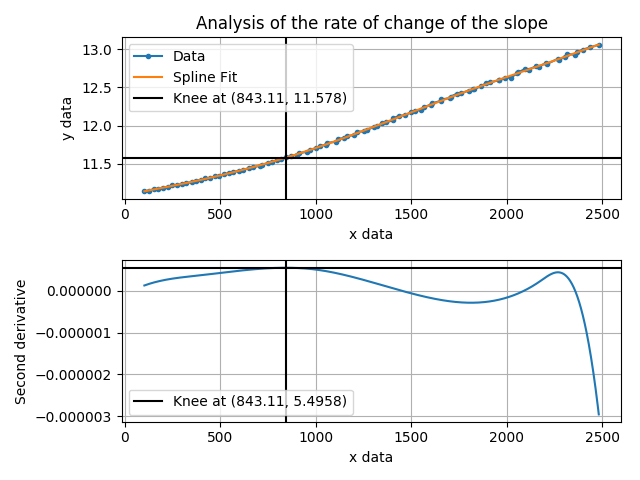 Analysis of the rate of change of the slope
13.0
12.5
12.0
11.5
y data
Data
Spline Fit
Knee at (843.11, 11.578)
0
500
1000
1500
2000
2500
x data
0.000000
−0.000001
−0.000002
−0.000003
Second derivative
Knee at (843.11, 5.4958)
0
500
1000
1500
2000
2500
x data